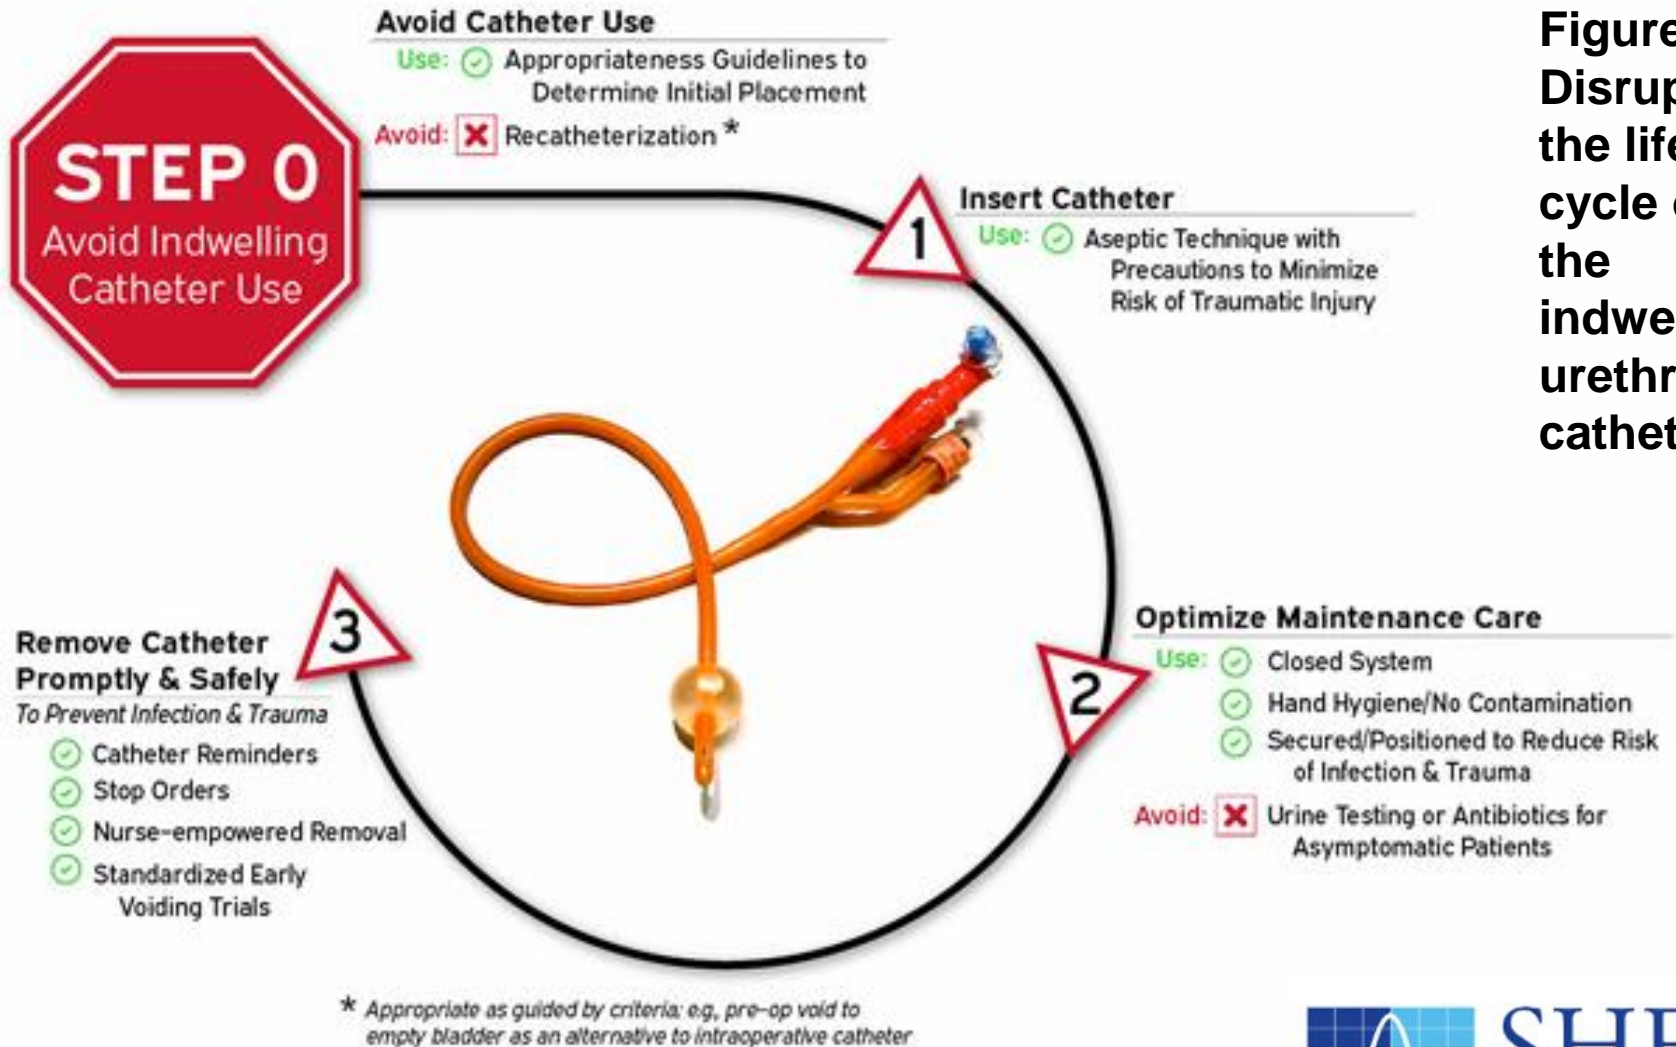 STEP 0
Avoid Indwelling
Catheter Use
Avoid Catheter Use
Use: Appropriateness Guidelines to
Determine Initial Placement
Avoid: Recatheterization *
1
Insert Catheter
Use: Aseptic Technique with
Precautions to Minimize
Risk of Traumatic Injury
2
Optimize Maintenance Care
Use: Closed System
Hand Hygiene/No Contamination
Secured/Positioned to Reduce Risk
of Infection & Trauma
Avoid: Urine Testing or Antibiotics for
Asymptomatic Patients
3
Remove Catheter
Promptly & Safely
To Prevent Infection & Trauma
Catheter Reminders
Stop Orders
Nurse-empowered Removal
Standardized Early
Voiding Trials
* Appropriate as guided by criteria; e.g, pre-op void to
empty bladder as an alternative to intraoperative catheter
Figure
the
cycle
the